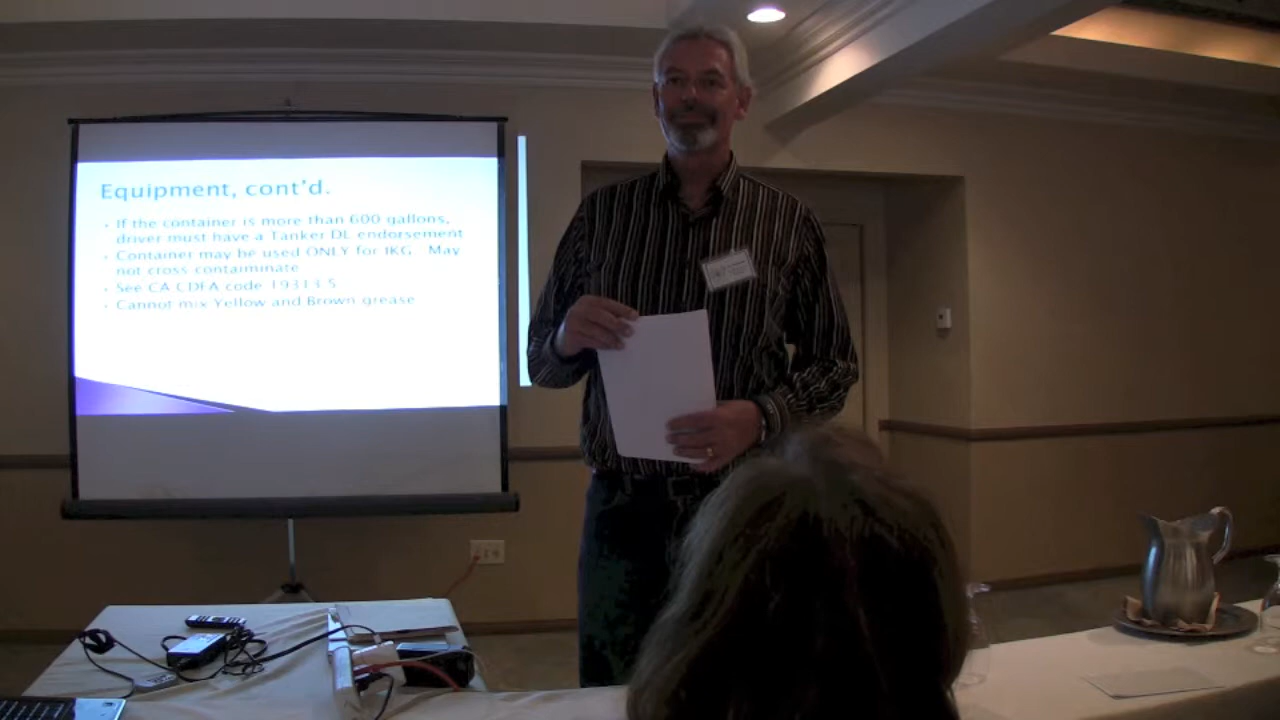 Equipment, cont'd.
• If the container is more than 600 gallons,
driver must have a Tanker DL endorsement
• Container may be used ONLY for IKG. May
not cross contaminate
• See CA CDFA code 19313.5
• Cannot mix Yellow and Brown grease